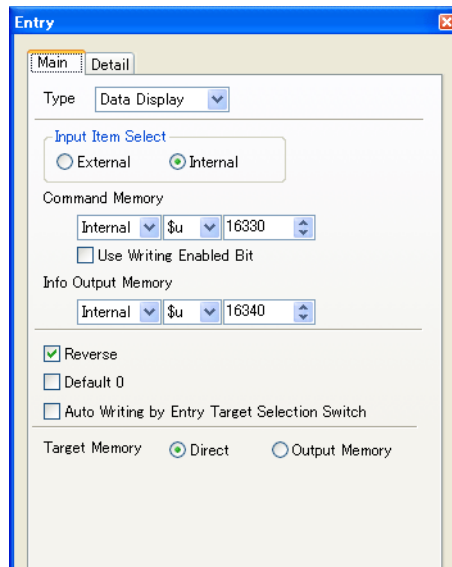 Entry
Main Detail
Type Data Display
Input Item Select
External Internal
Command Memory
Internal $u 16330
Use Writing Enabled Bit
Info Output Memory
Internal $u 16340
Reverse
Default 0
Auto Writing by Entry Target Selection Switch
Target Memory Direct Output Memory